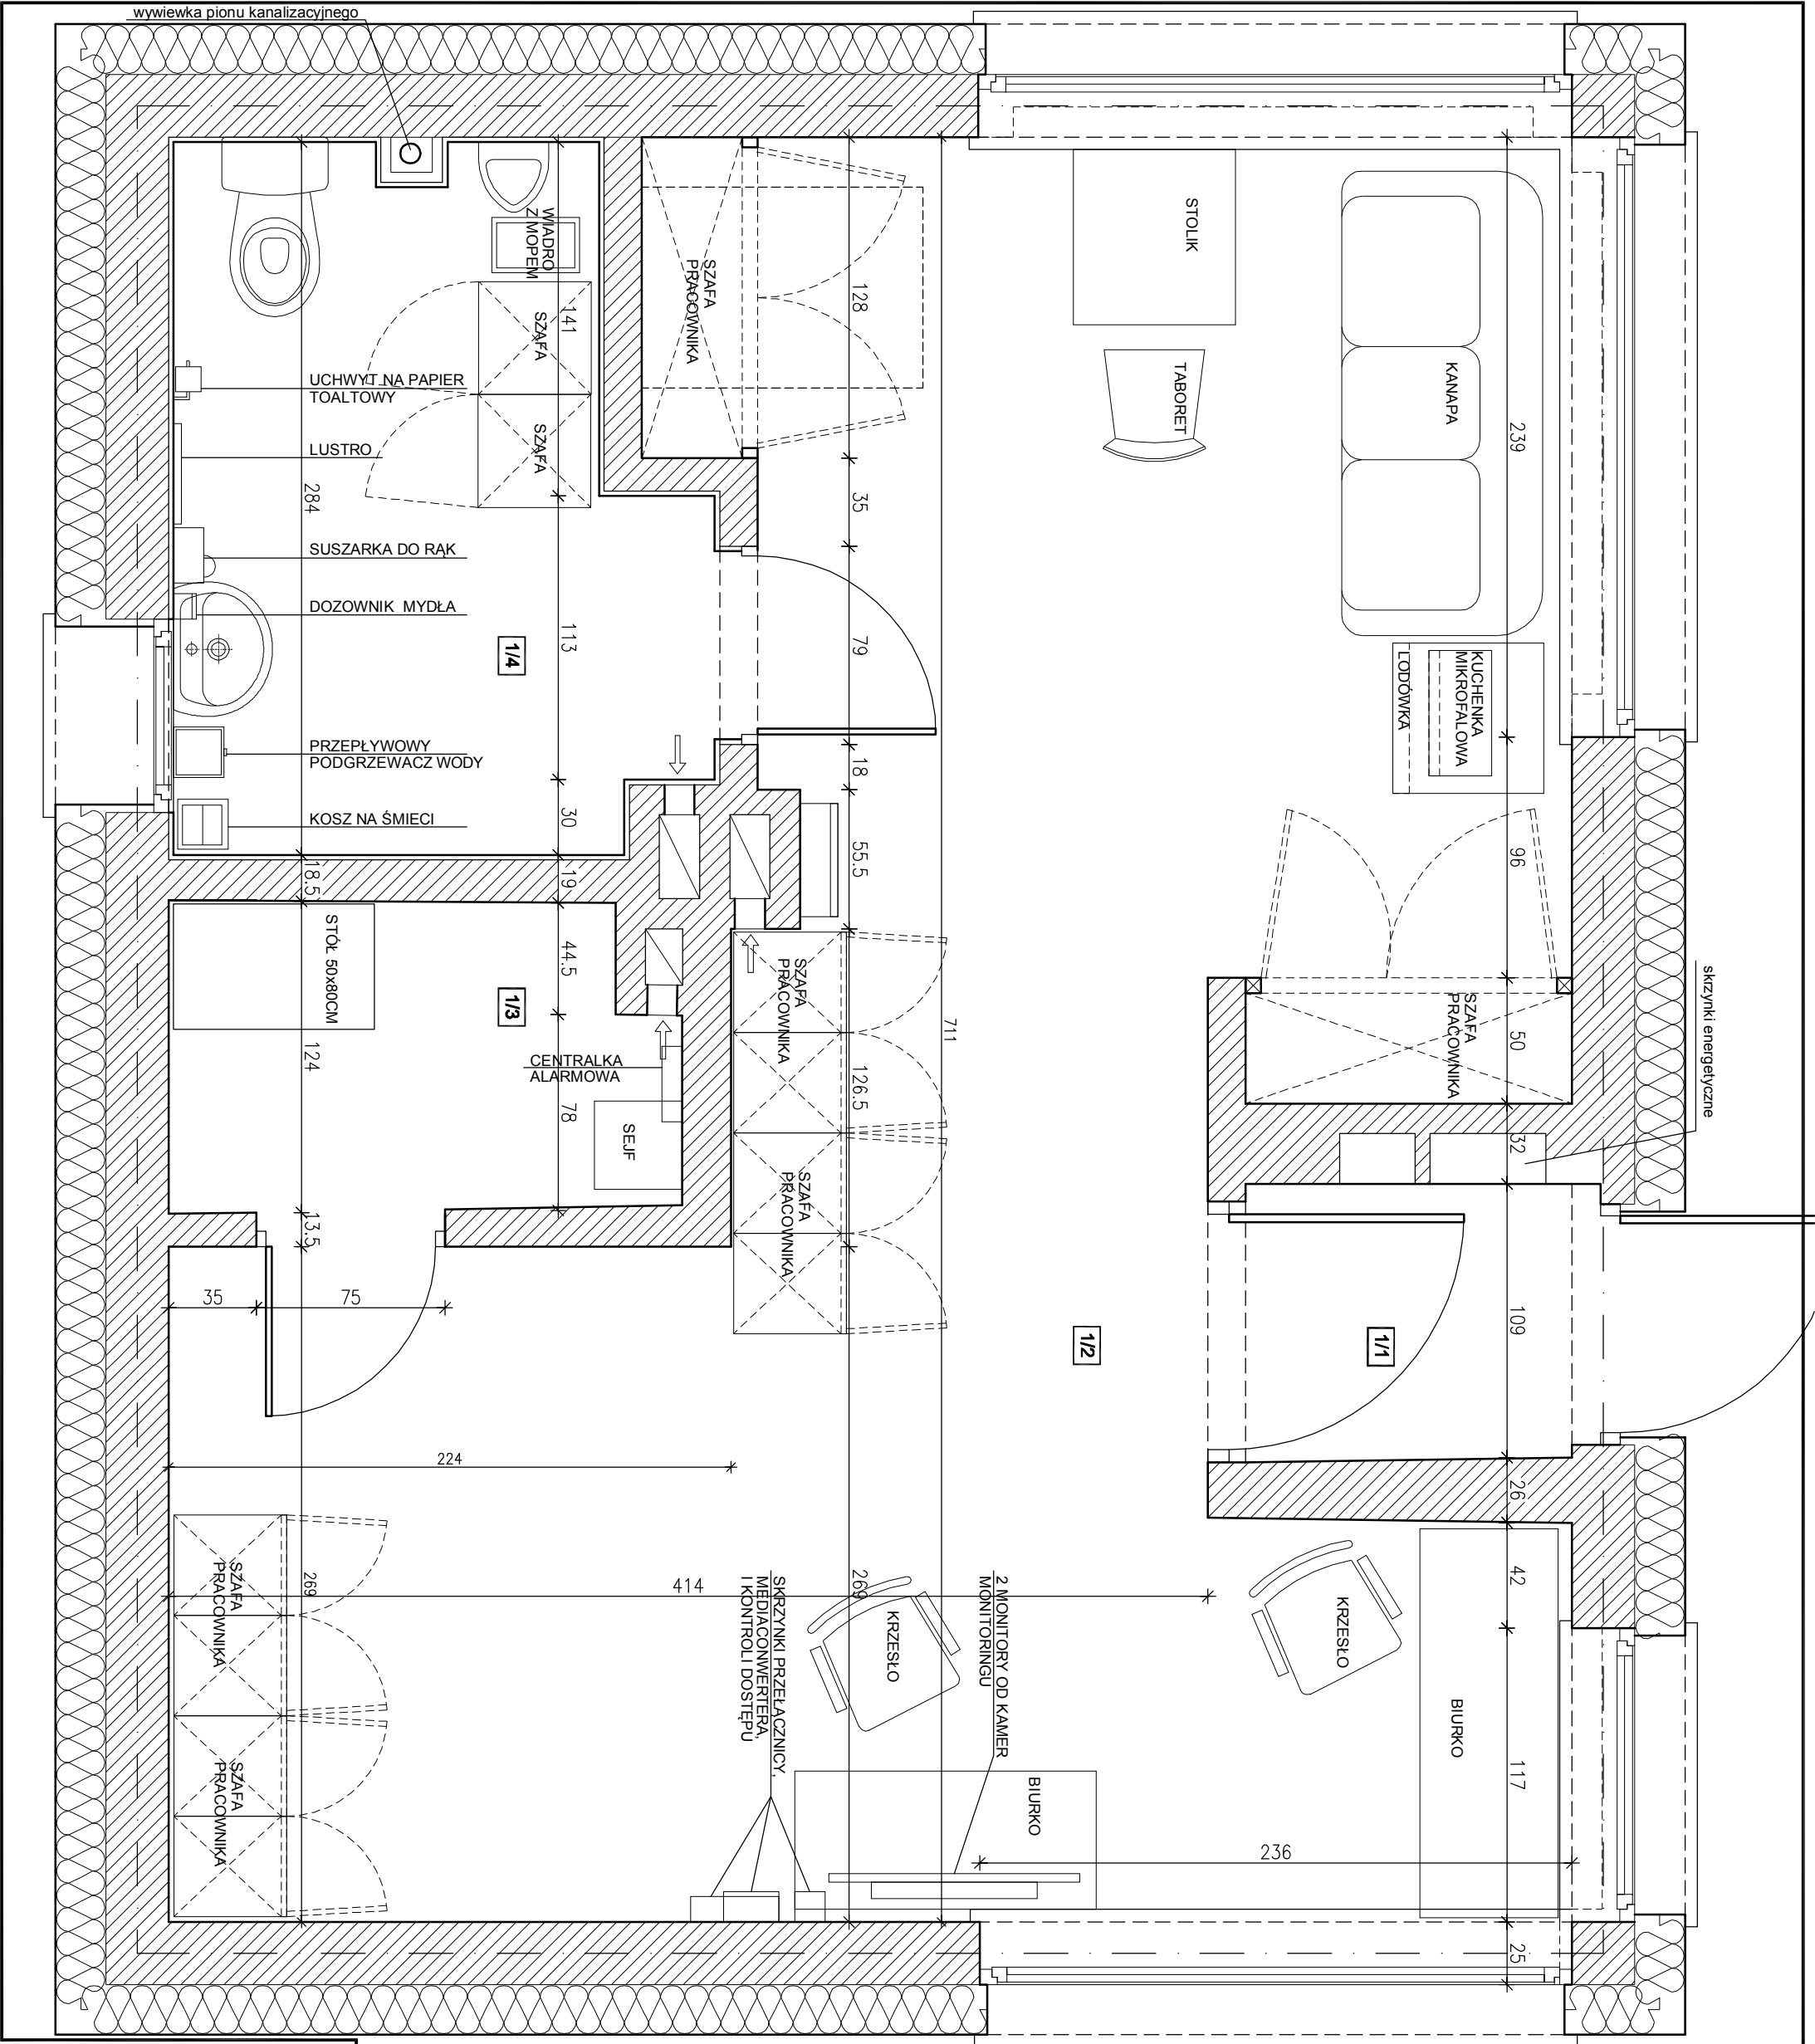 wywiewka pionu kanalizacyjnego
WIADRO
Z MOPEM
SZAFA
PRACOWNIKA
STOLIK
KANAPA
TABORET
SZAFA
SZAFA
141
128
239
UCHWYT NA PAPIER
TOALTOWY
LUSTRO
284
35
SUSZARKA DO RĄK
DOZOWNIK MYDŁA
113
1/4
79
KUCHENKA
MIKROFALOWA
LODÓWKA
PRZEPŁYWOWY
PODGRZEWACZ WODY
18
KOSZ NA ŚMIECI
30
55.5
96
18.5
19
STÓŁ 50x80CM
44.5
1/3
SZAFA
PRACOWNIKA
711
SZAFA
PRACOWNIKA
50
skrzynki energetyczne
124
CENTRALKA
ALARMOWA
78
126.5
SEJF
32
SZAFA
PRACOWNIKA
13.5
35
75
1/2
1/1
109
224
26
SZAFA
PRACOWNIKA
269
414
269
SKRZYNKI PRZEŁĄCZNICY,
MEDIACONWERTERA,
I KONTROLI DOSTĘPU
KRZESŁO
2 MONITORY OD KAMER
MONITORINGU
KRZESŁO
42
BIURKO
117
SZAFA
PRACOWNIKA
BIURKO
236
25